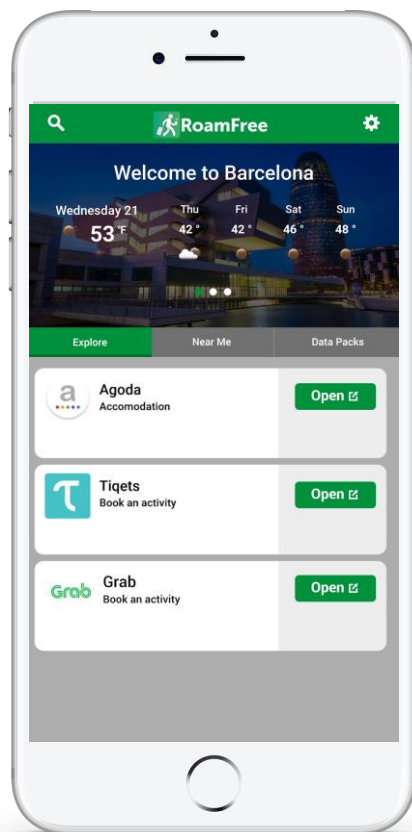 RoamFree
Welcome to Barcelona
Wednesday 21 Thu Fri Sat Sun
53 °F 42 ° 42 ° 46 ° 48 °
Explore Near Me Data Packs
a Agoda
Accomodation
Open
Tiqets
Book an activity
Open
Grab Grab
Book an activity
Open